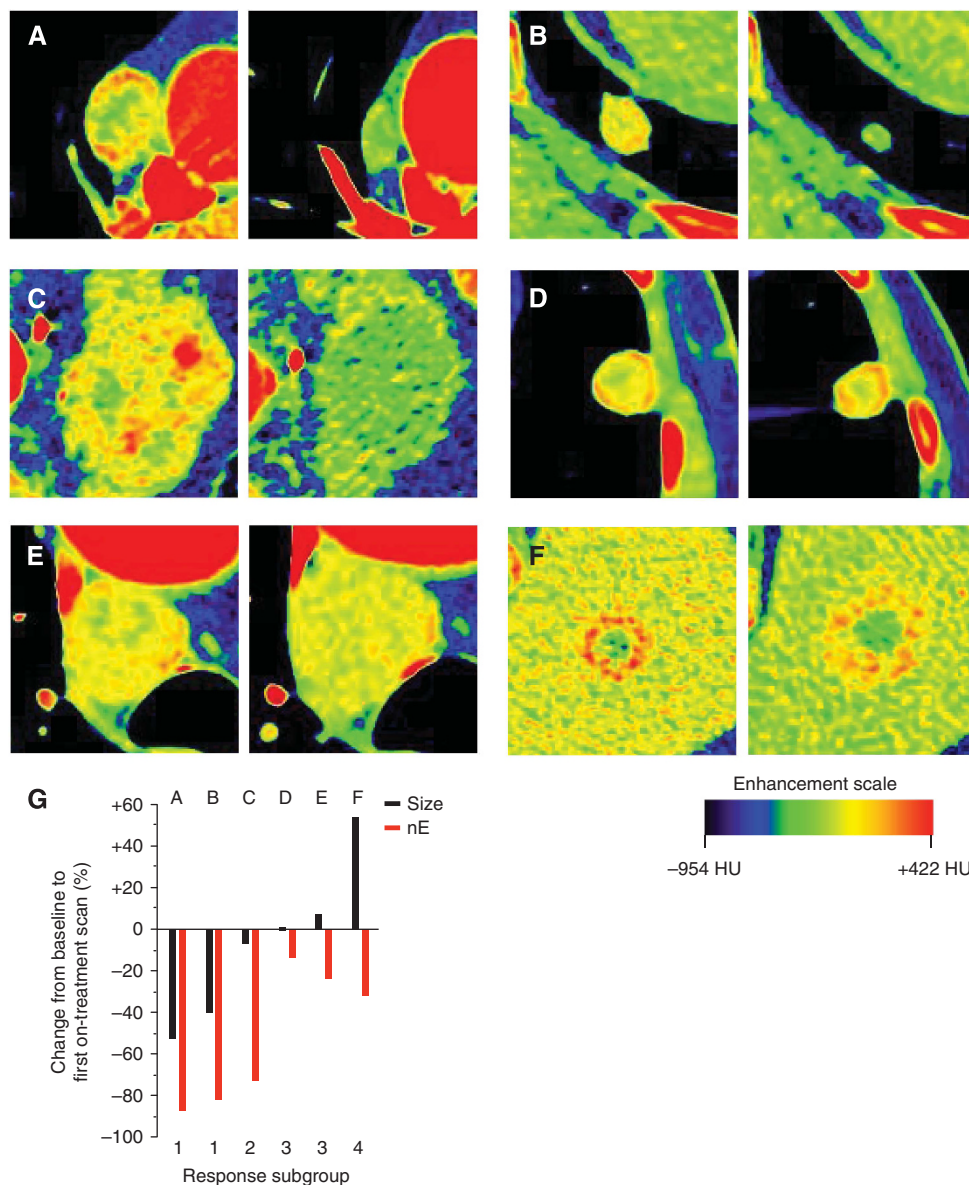 A
B
C
D
E
F
Enhancement scale
–954 HU
+422 HU
G
A B C D E F
Size
nE
+60
+40
+20
0
–20
–40
–60
–80
–100
Change from baseline to
first on-treatment scan (%)
1 1 2 3 3 4
Response subgroup